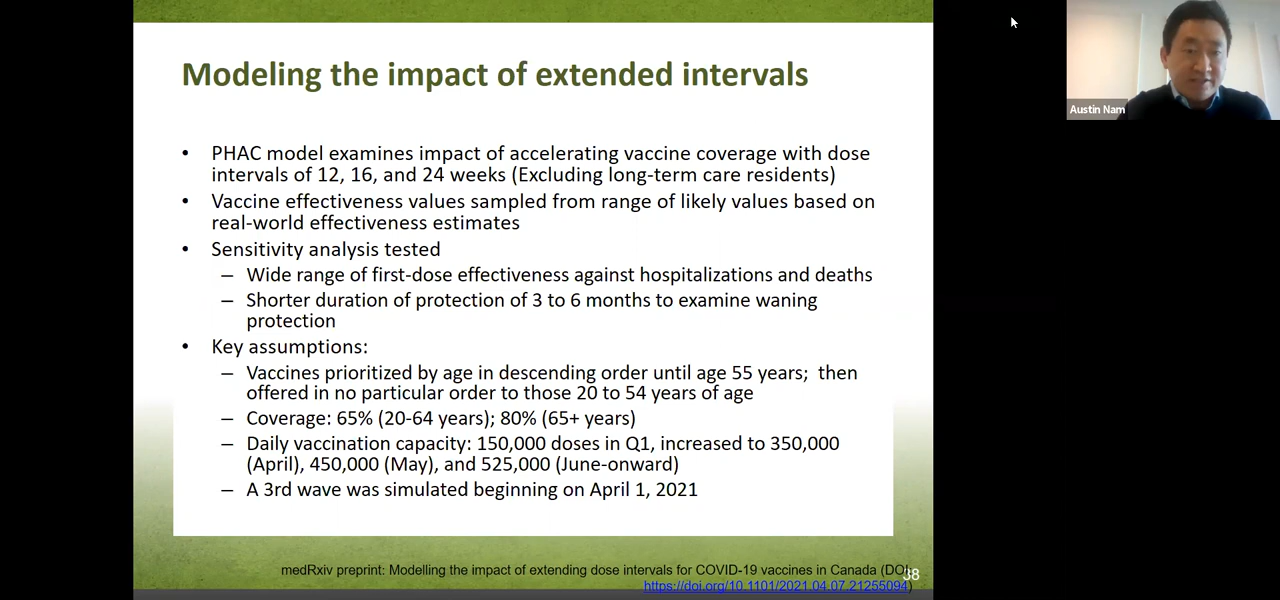 Modeling the impact of extended intervals
• PHAC model examines impact of accelerating vaccine coverage with dose
intervals of 12, 16, and 24 weeks (Excluding long-term care residents)
• Vaccine effectiveness values sampled from range of likely values based on
real-world effectiveness estimates
• Sensitivity analysis tested
– Wide range of first-dose effectiveness against hospitalizations and deaths
– Shorter duration of protection of 3 to 6 months to examine waning
protection
• Key assumptions:
– Vaccines prioritized by age in descending order until age 55 years; then
offered in no particular order to those 20 to 54 years of age
– Coverage: 65% (20-64 years); 80% (65+ years)
– Daily vaccination capacity: 150,000 doses in Q1, increased to 350,000
(April), 450,000 (May), and 525,000 (June-onward)
– A 3rd wave was simulated beginning on April 1, 2021
medRxiv preprint: Modelling the impact of extending dose intervals for COVID-19 vaccines in Canada (DOI:
https://doi.org/10.1101/2021.04.07.21255094)
38
Austin Nam